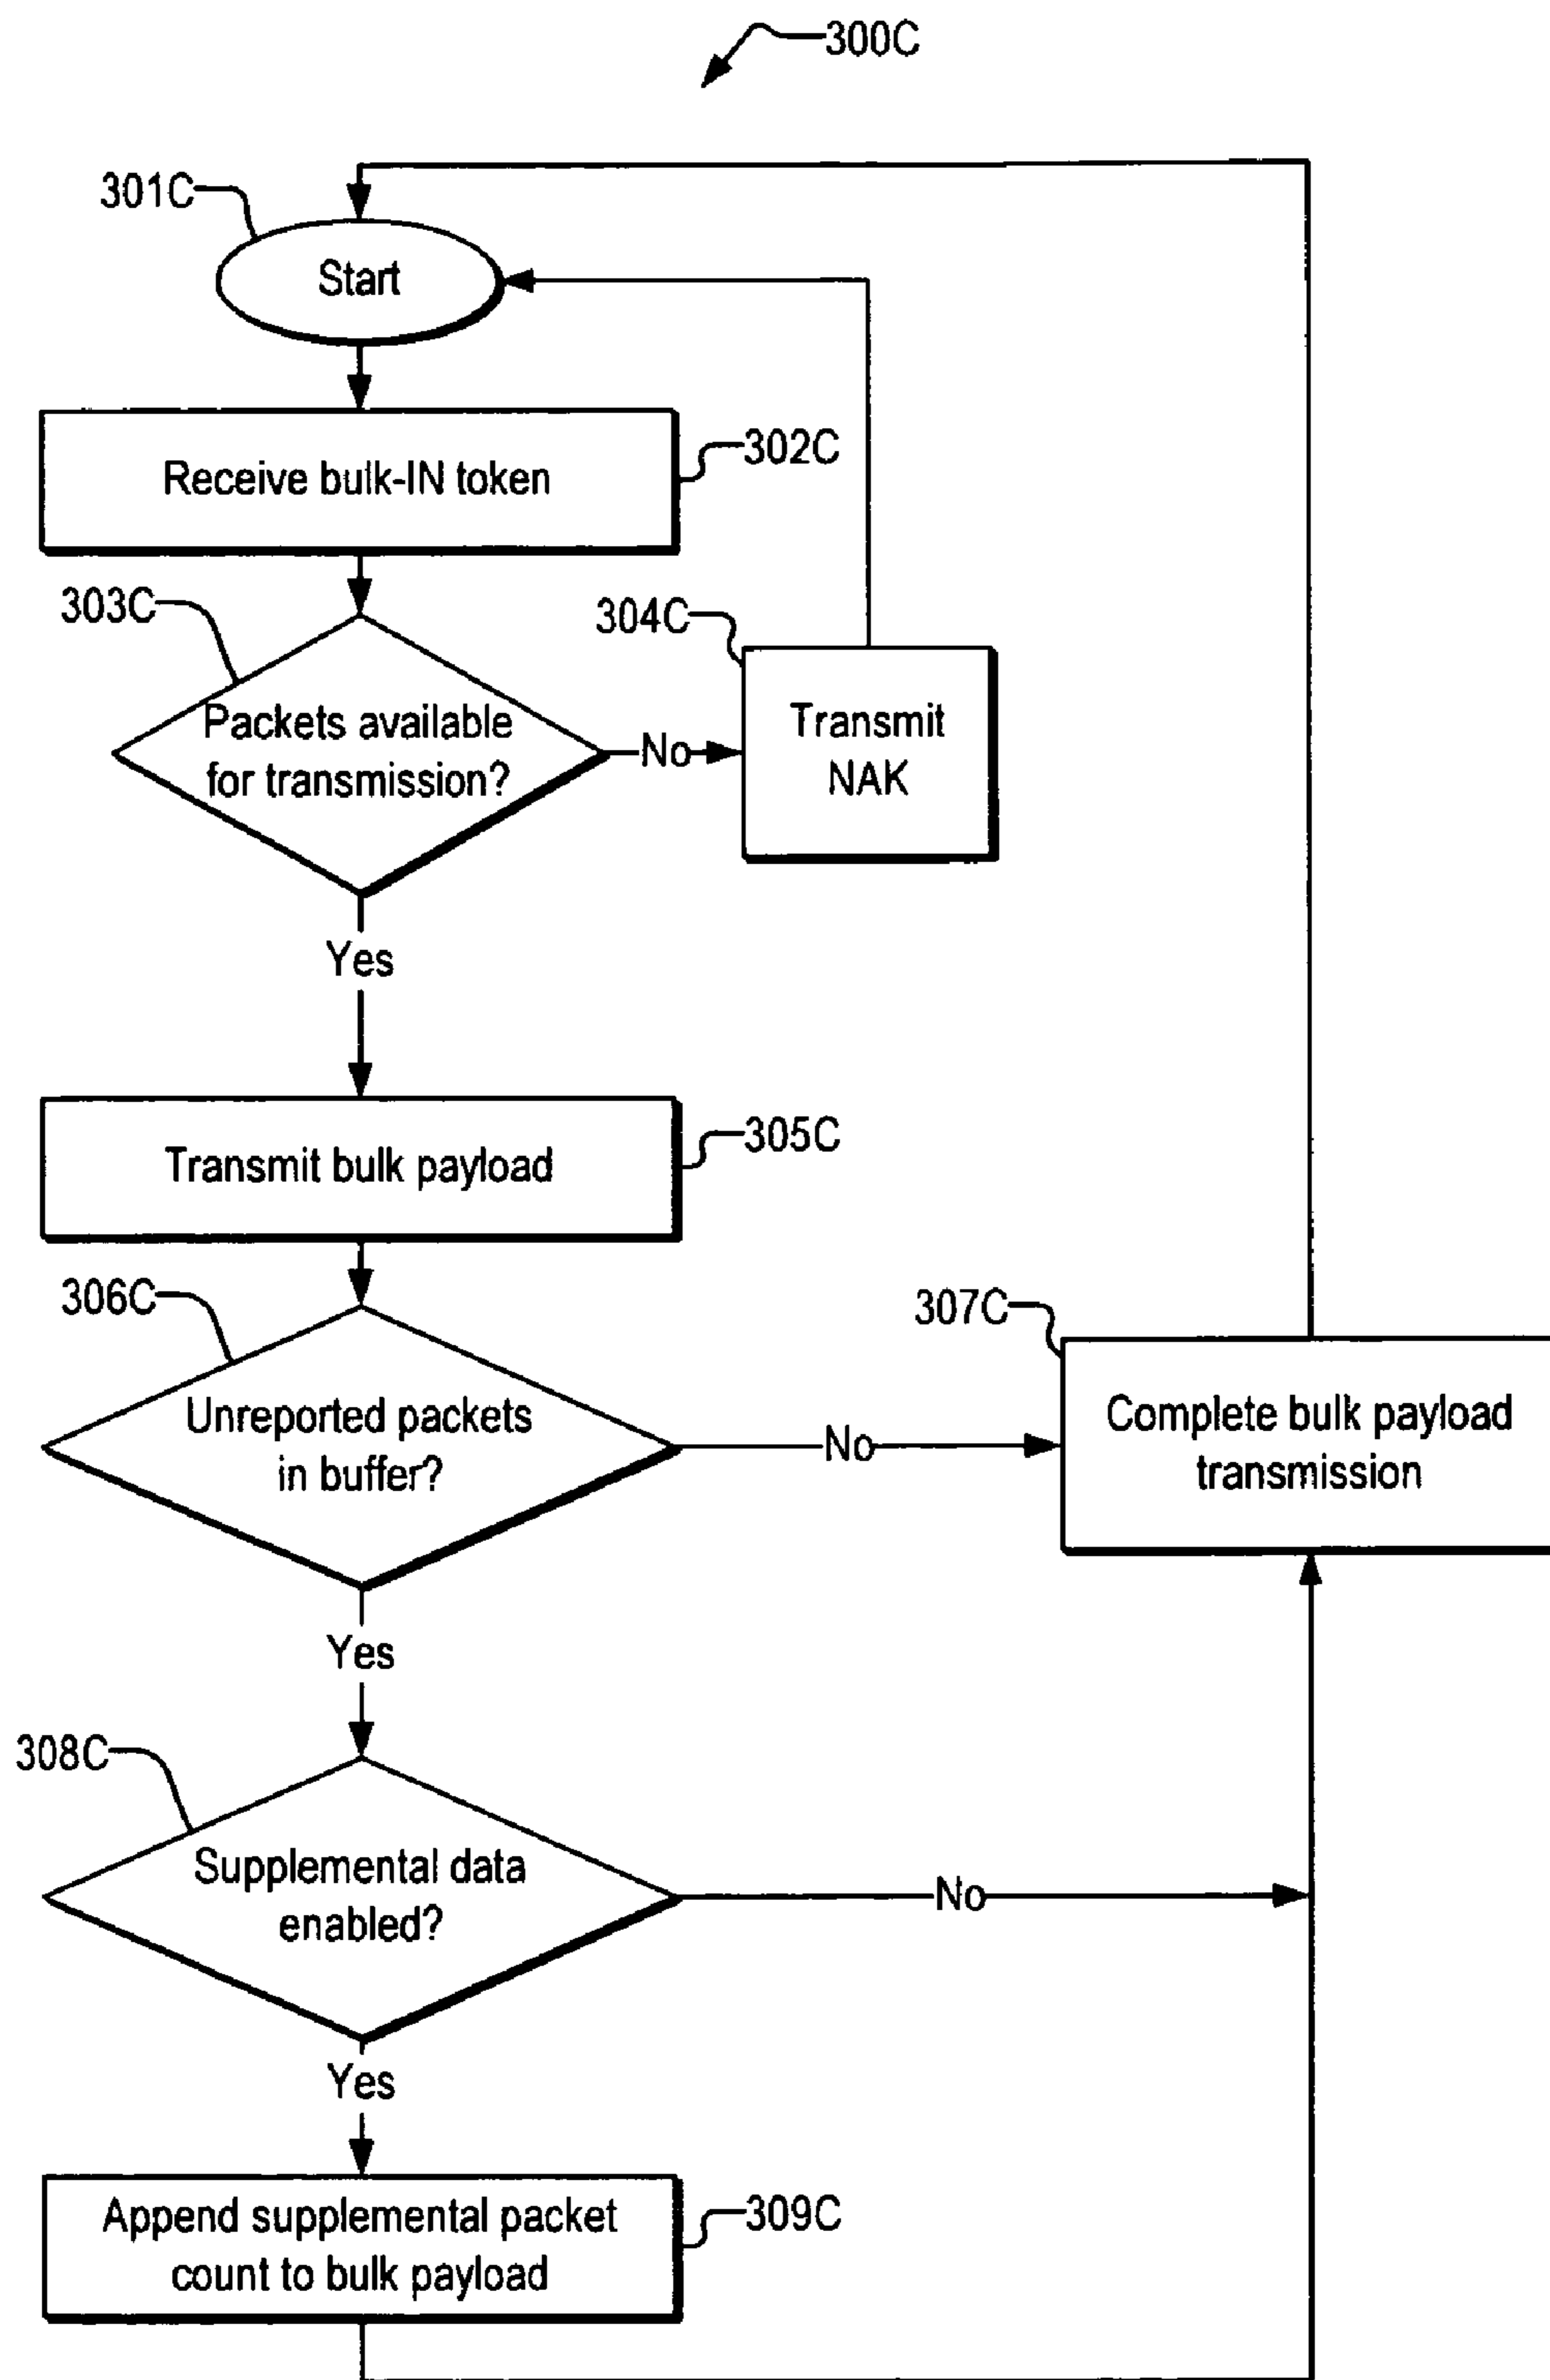 300C
301C
Start
Receive bulk-IN token
302C
303C
Packets available
for transmission?
No
304C
Transmit
NAK
Yes
Transmit bulk payload
305C
306C
Unreported packets
in buffer?
No
307C
Complete bulk payload
transmission
Yes
308C
Supplemental data
enabled?
No
Yes
Append supplemental packet
count to bulk payload
309C